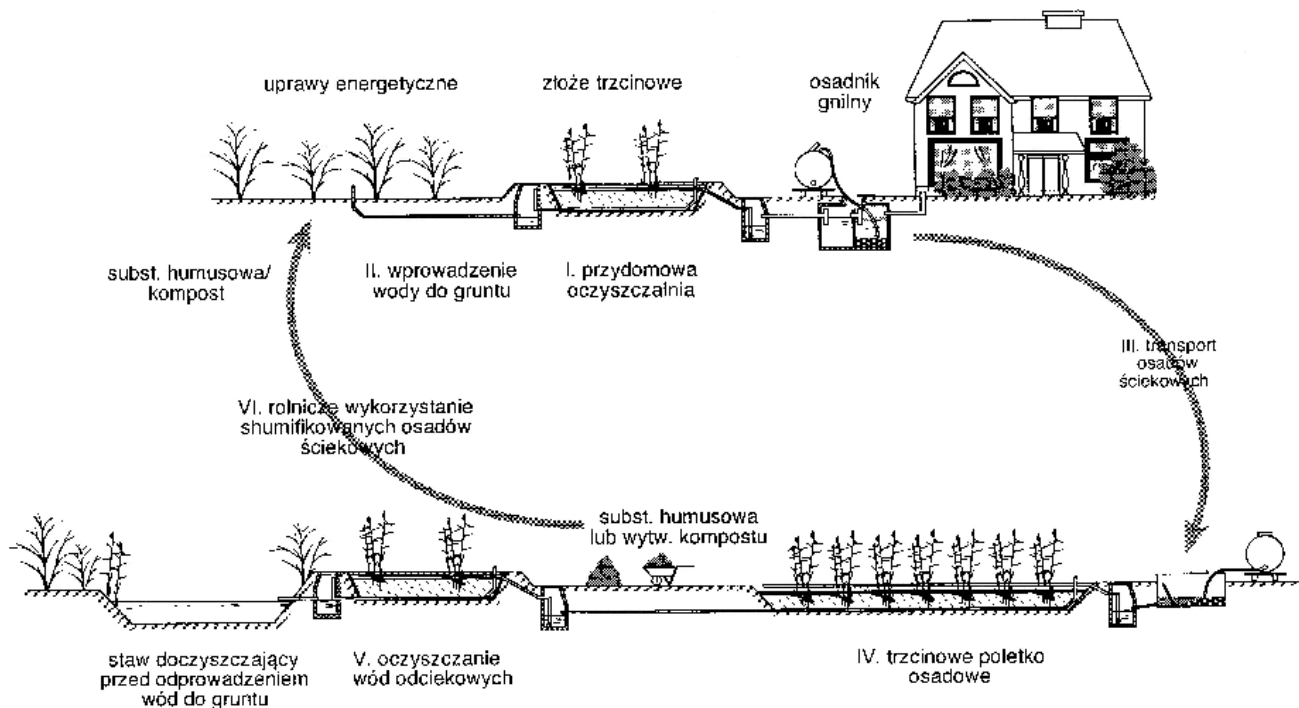 uprawy energetyczne
złoże trzcinowe
osadnik
gnilny
subst. humusowa/
kompost
II. wprowadzenie
wody do gruntu
I. przydomowa
oczyszczalnia
III. transport
osadów
ściekowych
VI. rolnicze wykorzystanie
shumifikowanych osadów
ściekowych
subst. humusowa
lub wytw. kompostu
staw doczyszczający
przed odprowadzeniem
wód do gruntu
V. oczyszczanie
wód odciekowych
IV. trzcinowe poletko
osadowe